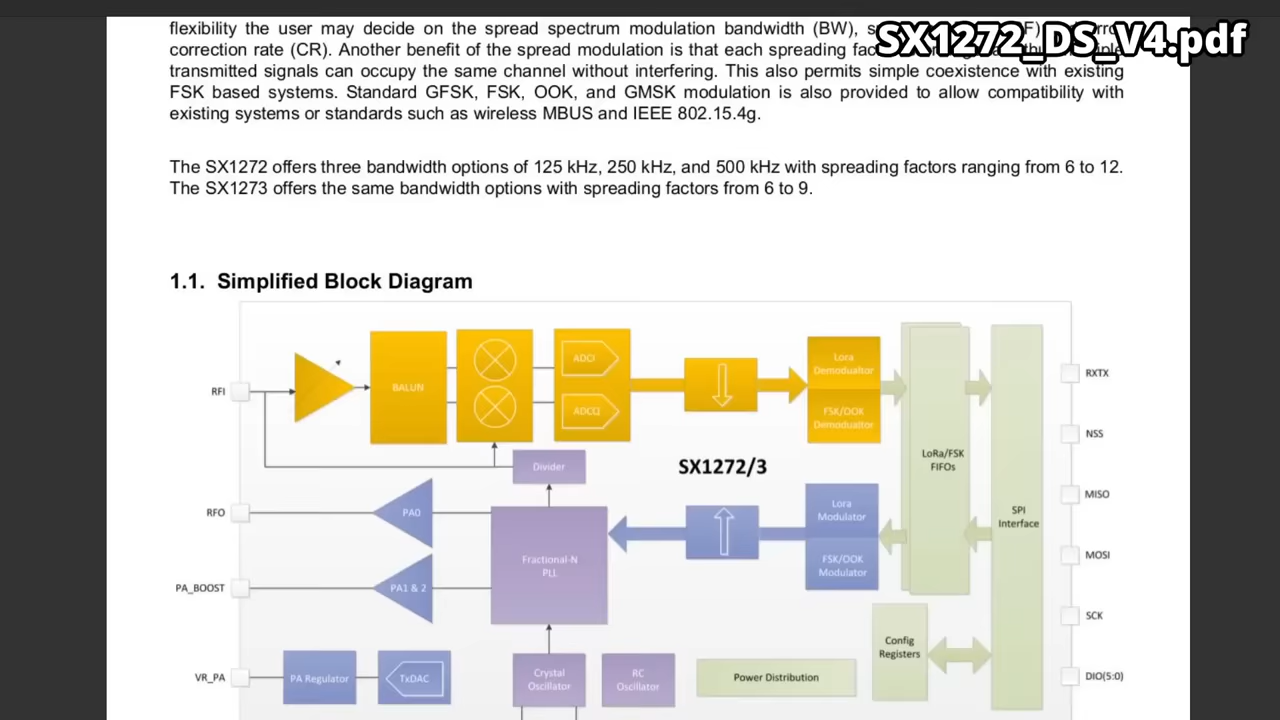 SX1272_DS_V4.pdf
flexibility the user may decide on the spread spectrum modulation bandwidth (BW),
correction rate (CR). Another benefit of the spread modulation is that each spreading
transmitted signals can occupy the same channel without interfering. This also permits simple coexistence with existing
FSK based systems. Standard GFSK, FSK, OOK, and GMSK modulation is also provided to allow compatibility with
existing systems or standards such as wireless MBUS and IEEE 802.15.4g.
The SX1272 offers three bandwidth options of 125 kHz, 250 kHz, and 500 kHz with spreading factors ranging from 6 to 12.
The SX1273 offers the same bandwidth options with spreading factors from 6 to 9.
1.1. Simplified Block Diagram
RFI
BALUN
ADCI
ADCQ
Lora
Demodualtor
FSK/OOK
Demodualtor
LoRa/FSK
FIFOs
SPI
Interface
RXTX
NSS
MISO
MOSI
SCK
DIO(5:0)
Divider
SX1272/3
RFO
PA0
Fractional-N
PLL
Lora
Modulator
FSK/OOK
Modulator
PA_BOOST
PA1 & 2
Config
Registers
VR_PA
PA Regulator
TxDAC
Crystal
Oscillator
RC
Oscillator
Power Distribution